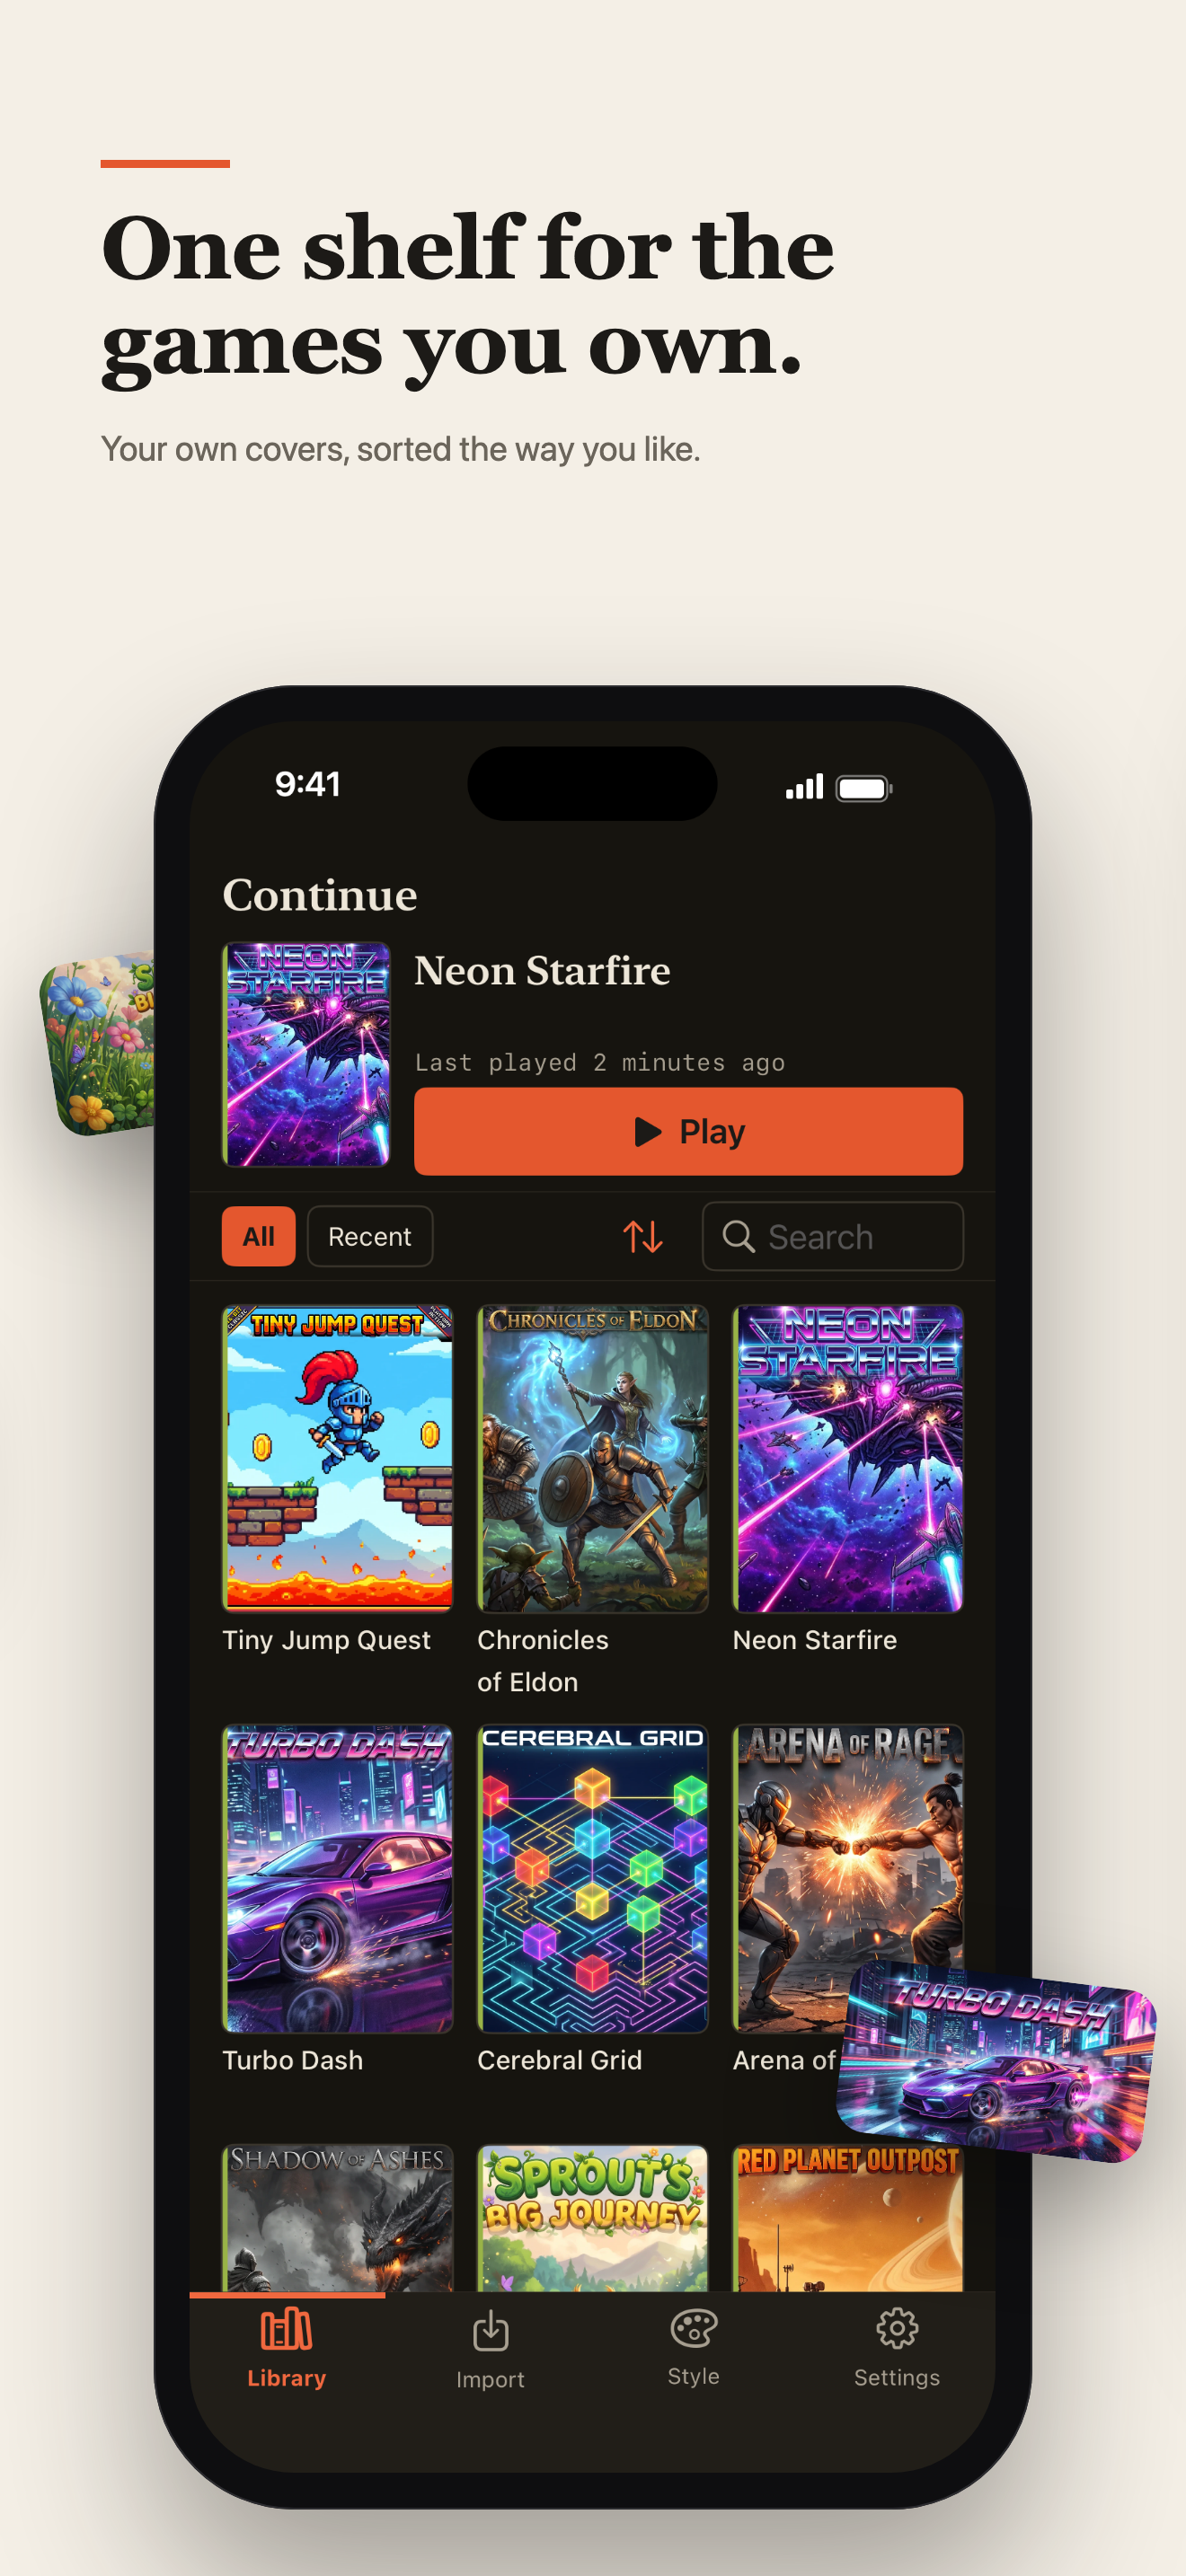 One shelf for the
games you own.
Your own covers, sorted the way you like.
9:41
Continue
NEON
STARFIRE
Neon Starfire
Last played 2 minutes ago
Play
All
Recent
Search
TINY JUMP QUEST
CHRONICLES OF ELDON
NEON
STARFIRE
Tiny Jump Quest
Chronicles
of Eldon
Neon Starfire
TURBO DASH
CEREBRAL GRID
ARENA OF RAGE
Turbo Dash
Cerebral Grid
Arena of
TURBO DASH
SHADOW OF ASHES
SPROUT'S
BIG JOURNEY
RED PLANET OUTPOST
Library
Import
Style
Settings